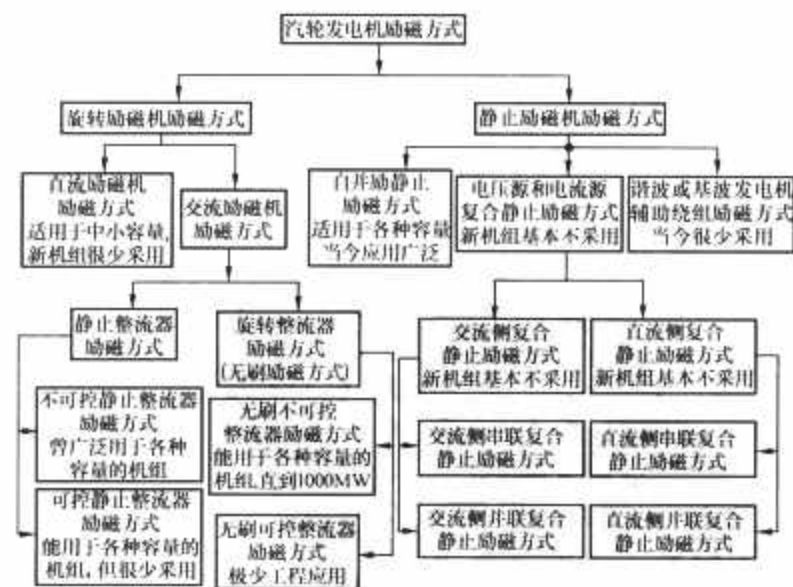 汽轮发电机励磁方式
旋转励磁机励磁方式
静止励磁机励磁方式
直流励磁机
励磁方式
适用于中小容量,
新机组很少采用
交流励磁机
励磁方式
自并励静止
励磁方式
适用于各种容量
当今应用广泛
电压源和电流源
复合静止励磁方式
新机组基本不采用
谐波或基波发电机
辅助绕组励磁方式
当今很少采用
静止整流器
励磁方式
旋转整流器
励磁方式
(无刷励磁方式)
交流侧复合
静止励磁方式
新机组基本不采用
直流侧复合
静止励磁方式
新机组基本不采用
不可控静止整流器
励磁方式
曾广泛用于各种
容量的机组
无刷不可控
整流器励磁方式
能用于各种容量的
机组,直到1000MW
交流侧串联复合
静止励磁方式
直流侧串联复合
静止励磁方式
可控静止整流器
励磁方式
能用于各种容量的
机组,但很少采用
无刷可控整流器
励磁方式
极少工程应用
交流侧并联复合
静止励磁方式
直流侧并联复合
静止励磁方式